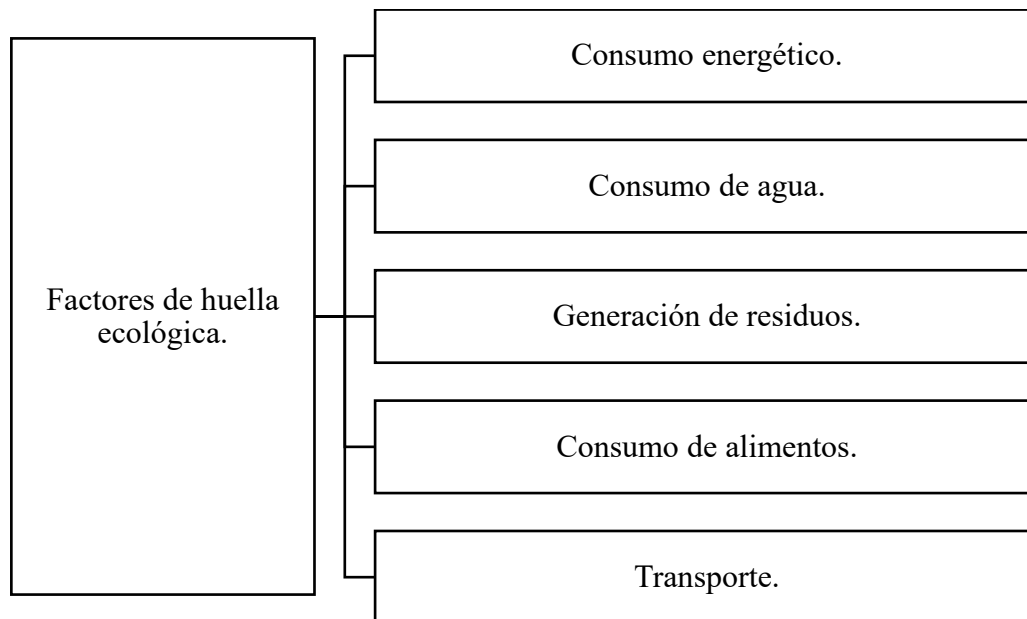 Factores de huella
ecológica.
Consumo energético.
Consumo de agua.
Generación de residuos.
Consumo de alimentos.
Transporte.